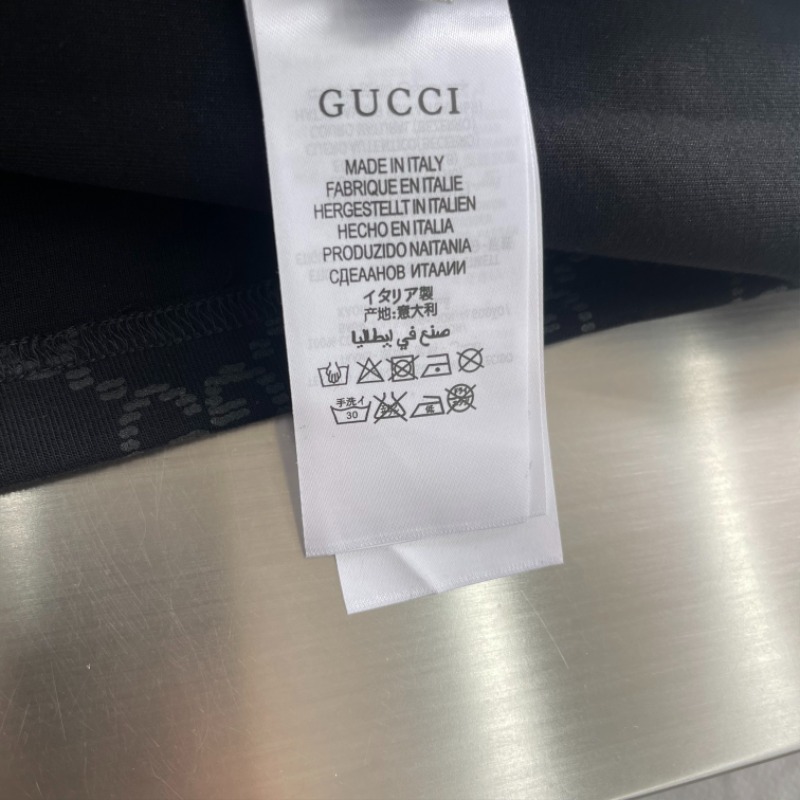 GUCCI
MADE IN ITALY
FABRIQUE EN ITALIE
HERGESTELLT IN ITALIEN
HECHO EN ITALIA
PRODUZIDO NAITANIA
СДЕААНОВ ИТААИИ
イタリア製
产地:意大利
صنع في إيطاليا
手洗イ
30
低